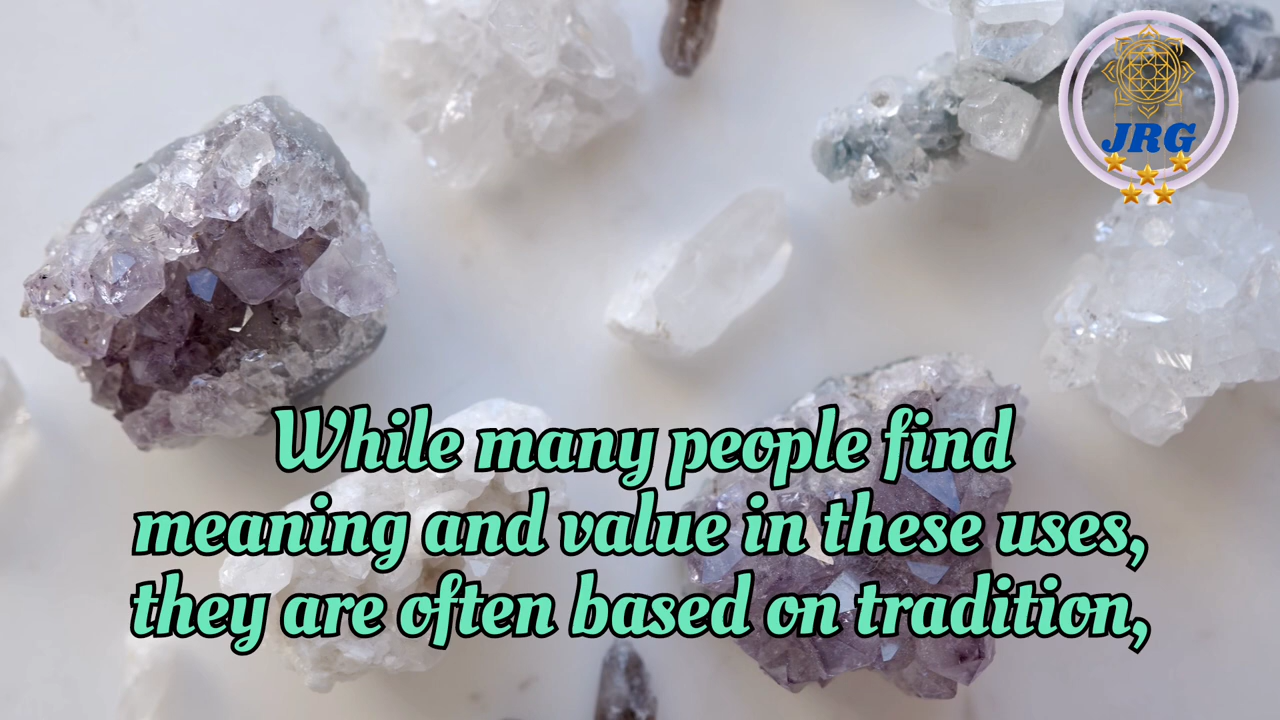 JRG
While many people find
meaning and value in these uses,
they are often based on tradition,